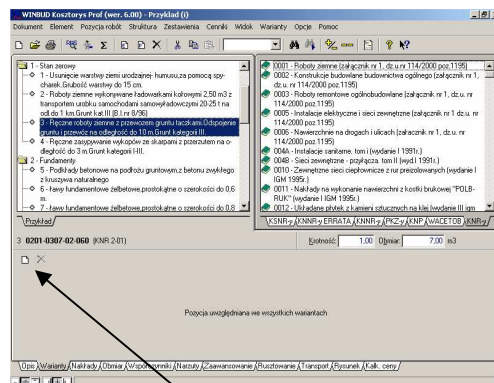 WINBUD Kosztorys Prof (wer. 6.00) - Przykład (i)
Dokument Element Pozycja robót Struktura Zestawienia Cenniki Widok Warianty Opcje Pomoc
1 - Stan zerowy
1 - Usunięcie warstwy ziemi urodzajnej- humusu,za pomocą spy-
charek.Grubość warstwy do 15 cm.
2 - Roboty ziemne wykonywane ładowarkami kołowymi 2,50 m3 z
transportem urobku samochodami samowyładowczymi 20-25 t na
odl.do 1 km.Grunt kat.III [B.I.nr 8/96]
3 - Ręczne roboty ziemne z przewozem gruntu taczkami.Odspojenie
gruntu i przewóz na odległość do 10 m.Grunt kategorii III.
4 - Ręczne zasypywanie wykopów ze skarpami z przerzutem na o-
dległość do 3 m.Grunt kategorii I-III.
2 - Fundamenty
5 - Podkłady betonowe na podłożu gruntowym,z betonu zwykłego
z kruszywa naturalnego
6 - Ławy fundamentowe żelbetowe,prostokątne o szerokości do 0,6
m.
7 - Ławy fundamentowe żelbetowe,prostokątne o szerokości do 0,8
Przykład
0001 - Roboty ziemne (załącznik nr 1, dz.u.nr 114/2000 poz.1195)
0002 - Konstrukcje budowlane budownictwa ogólnego (załącznik nr 1,
dz.u. nr 114/2000 poz.1195)
0003 - Roboty remontowe ogólnobudowlane (załącznik nr 1, dz.u. nr
114/2000 poz.1195)
0005 - Instalacje elektryczne i sieci zewnętrzne (załącznik nr 1, dz.u. nr
114/2000 poz.1195)
0006 - Nawierzchnie na drogach i ulicach (załącznik nr 1, dz.u. nr
114/2000 poz.1195)
004A - Instalacje sanitarne, tom i (wydanie I 1991r.)
004B - Sieci zewnętrzne - przyłącza. tom II (wyd.I 1991r.)
0010 - Zewnętrzne sieci ciepłownicze z rur preizolowanych (wydanie I
IGM 1995r.)
0011 - Nakłady na wykonanie nawierzchni z kostki brukowej "POLB-
RUK" (wydanie I IGM 1995r.)
0012 - Układanie płytek z kamieni sztucznych na klej (wydanie III igm
KSNR-y KNNR-y ERRATA KNNR-y PKZ-y KNP WACETOB KNR-y
3 0201-0307-02-060 (KNR 2-01) Krotność: 1,00 Obmiar: 7,00 m3
Pozycja uwzględniana we wszystkich wariantach
Opis Warianty Nakłady Obmiar Współczynniki Narzuty Zaawansowanie Rusztowanie Transport Rysunek Kalk. ceny